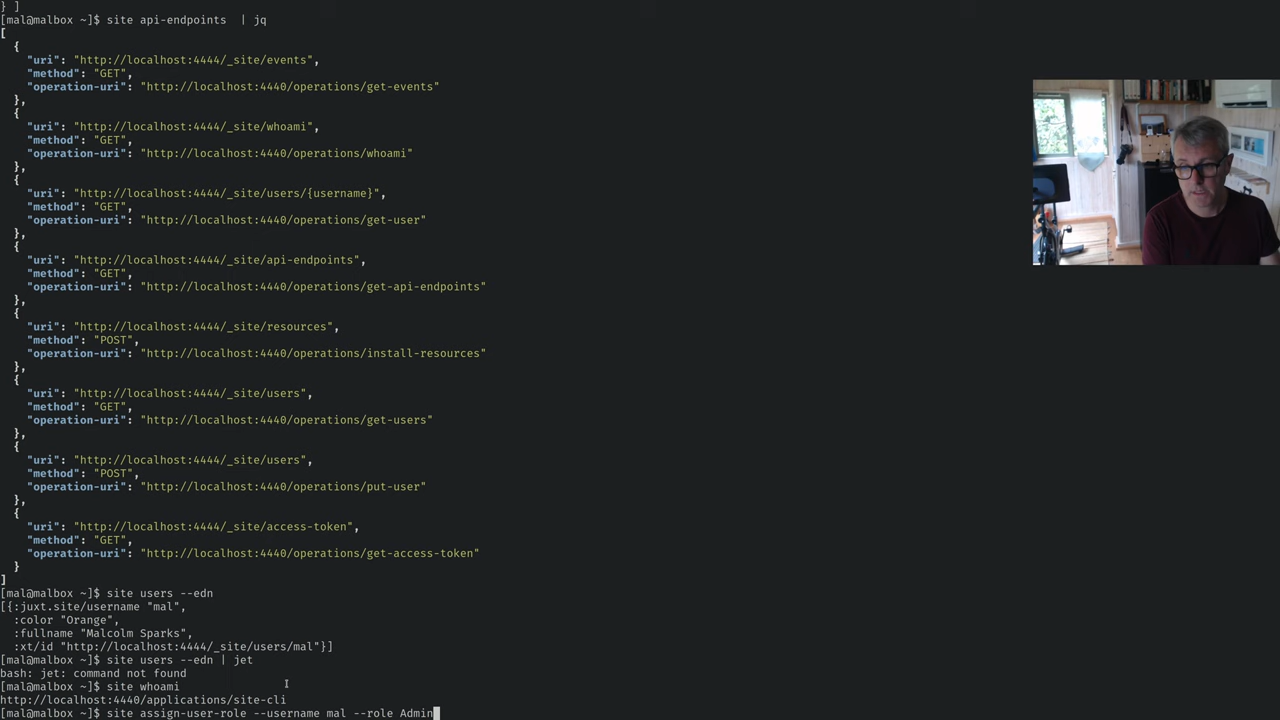 } ]
[mal@malbox ~]$ site api-endpoints  | jq
[
  {
    "uri": "http://localhost:4444/_site/events",
    "method": "GET",
    "operation-uri": "http://localhost:4440/operations/get-events"
  },
  {
    "uri": "http://localhost:4444/_site/whoami",
    "method": "GET",
    "operation-uri": "http://localhost:4440/operations/whoami"
  },
  {
    "uri": "http://localhost:4444/_site/users/{username}",
    "method": "GET",
    "operation-uri": "http://localhost:4440/operations/get-user"
  },
  {
    "uri": "http://localhost:4444/_site/api-endpoints",
    "method": "GET",
    "operation-uri": "http://localhost:4440/operations/get-api-endpoints"
  },
  {
    "uri": "http://localhost:4444/_site/resources",
    "method": "POST",
    "operation-uri": "http://localhost:4440/operations/install-resources"
  },
  {
    "uri": "http://localhost:4444/_site/users",
    "method": "GET",
    "operation-uri": "http://localhost:4440/operations/get-users"
  },
  {
    "uri": "http://localhost:4444/_site/users",
    "method": "POST",
    "operation-uri": "http://localhost:4440/operations/put-user"
  },
  {
    "uri": "http://localhost:4444/_site/access-token",
    "method": "GET",
    "operation-uri": "http://localhost:4440/operations/get-access-token"
  }
]
[mal@malbox ~]$ site users --edn
[{:juxt.site/username "mal",
  :color "Orange",
  :fullname "Malcolm Sparks",
  :xt/id "http://localhost:4444/_site/users/mal"}]
[mal@malbox ~]$ site users --edn | jet
bash: jet: command not found
[mal@malbox ~]$ site whoami
http://localhost:4440/applications/site-cli
[mal@malbox ~]$ site assign-user-role --username mal --role Admin